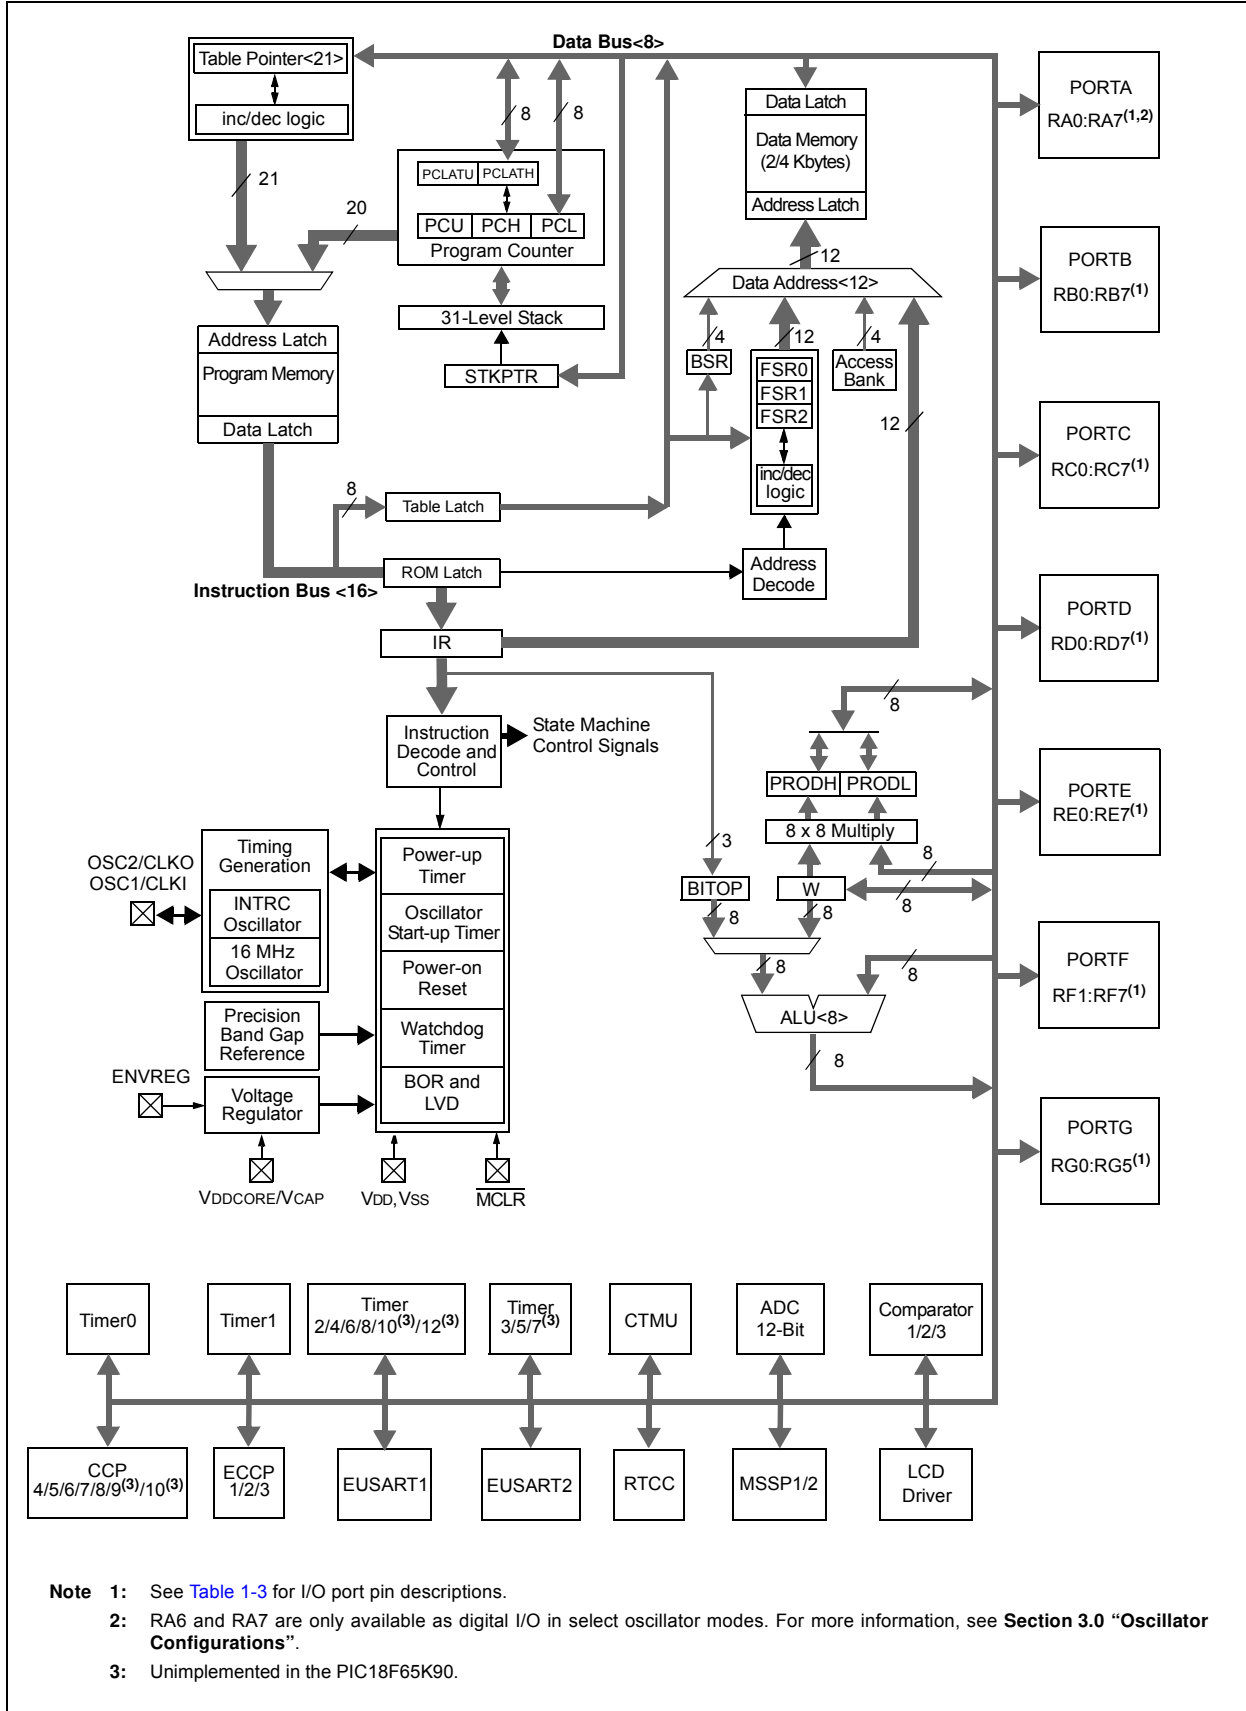 Data Bus<8>
Table Pointer<21>
inc/dec logic
21
20
8
8
PCLATU PCLATH
PCU PCH PCL
Program Counter
31-Level Stack
STKPTR
Address Latch
Program Memory
Data Latch
8
Table Latch
ROM Latch
Instruction Bus <16>
IR
Data Latch
Data Memory
(2/4 Kbytes)
Address Latch
12
Data Address<12>
4
12
4
BSR
FSR0
FSR1
FSR2
Access
Bank
12
inc/dec
logic
Address
Decode
Instruction
Decode and
Control
State Machine
Control Signals
8
PRODH PRODL
8 x 8 Multiply
3
8
BITOP
W
8
8
8
8
8
ALU<8>
8
OSC2/CLKO
OSC1/CLKI
Timing
Generation
INTRC
Oscillator
16 MHz
Oscillator
Precision
Band Gap
Reference
ENVREG
Voltage
Regulator
Power-up
Timer
Oscillator
Start-up Timer
Power-on
Reset
Watchdog
Timer
BOR and
LVD
VDDCORE/VCAP
VDD, VSS
MCLR
PORTA
RA0:RA7(1,2)
PORTB
RB0:RB7(1)
PORTC
RC0:RC7(1)
PORTD
RD0:RD7(1)
PORTE
RE0:RE7(1)
PORTF
RF1:RF7(1)
PORTG
RG0:RG5(1)
Timer0
Timer1
Timer
2/4/6/8/10(3)/12(3)
Timer
3/5/7(3)
CTMU
ADC
12-Bit
Comparator
1/2/3
CCP
4/5/6/7/8/9(3)/10(3)
ECCP
1/2/3
EUSART1
EUSART2
RTCC
MSSP1/2
LCD
Driver
Note 1: See Table 1-3 for I/O port pin descriptions.
2: RA6 and RA7 are only available as digital I/O in select oscillator modes. For more information, see Section 3.0 “Oscillator
Configurations”.
3: Unimplemented in the PIC18F65K90.